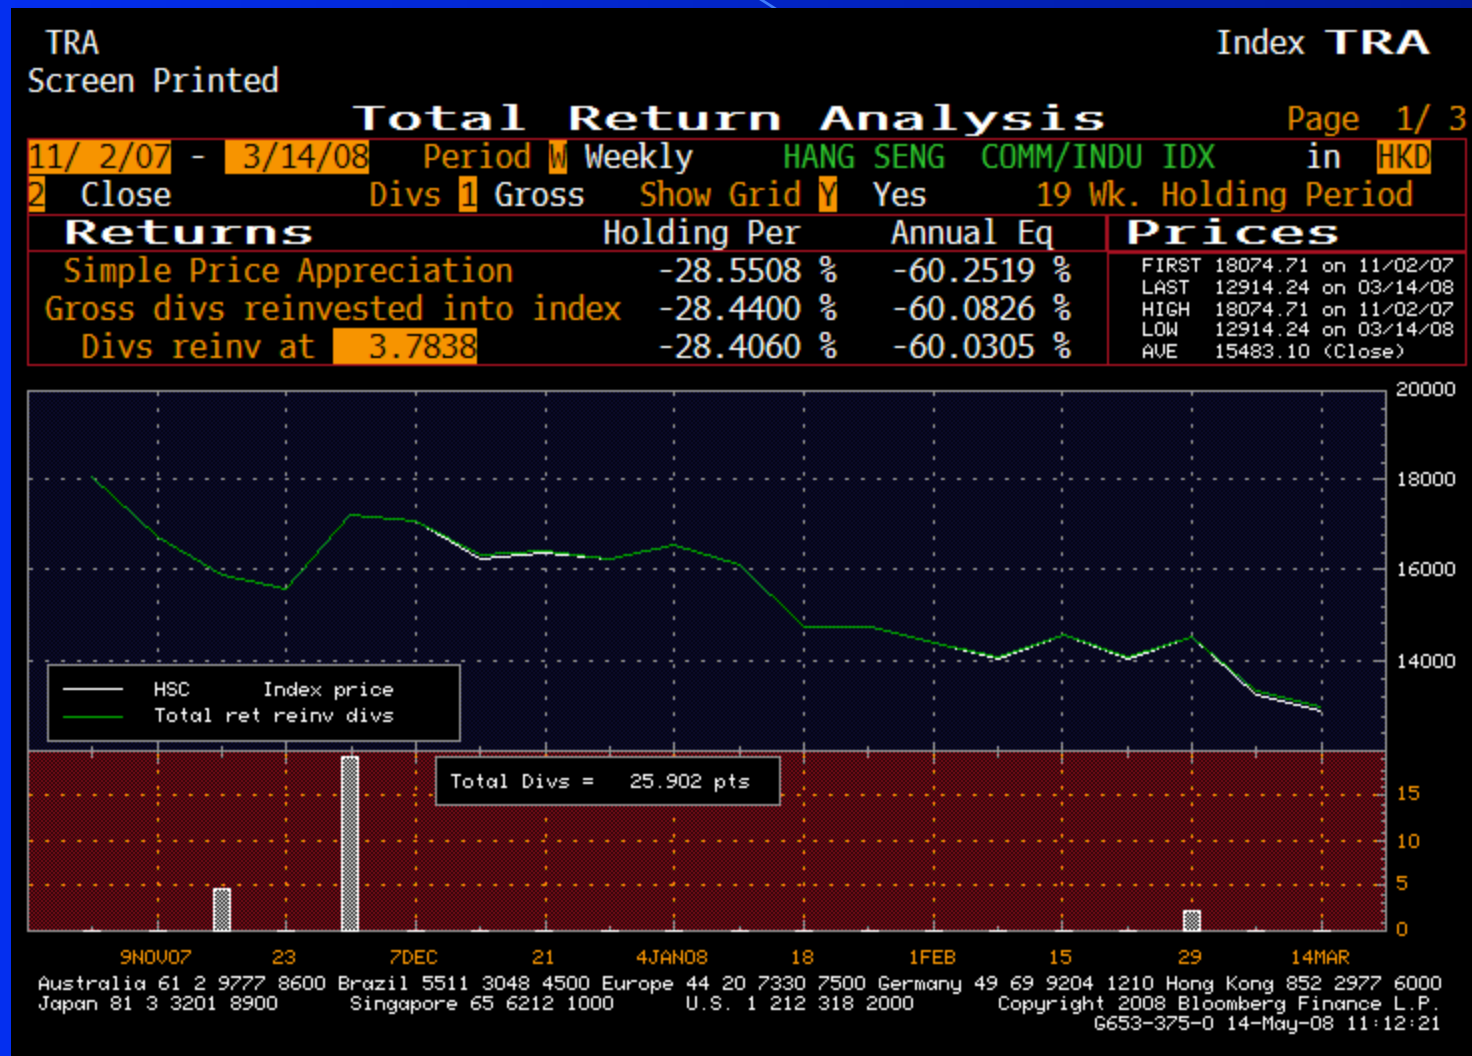 TRA Index TRA
Screen Printed
Total Return Analysis Page 1/ 3
11/ 2/07 - 3/14/08 Period W Weekly HANG SENG COMM/INDU IDX in HKD
2 Close Divs 1 Gross Show Grid Y Yes 19 Wk. Holding Period
Returns Holding Per Annual Eq Prices
Simple Price Appreciation -28.5508 % -60.2519 %
Gross divs reinvested into index -28.4400 % -60.0826 %
Divs reinv at 3.7838 -28.4060 % -60.0305 %
FIRST 18074.71 on 11/02/07
LAST 12914.24 on 03/14/08
HIGH 18074.71 on 11/02/07
LOW 12914.24 on 03/14/08
AVE 15483.10 (Close)
20000
18000
16000
14000
HSC Index price
Total ret reinv divs
Total Divs = 25.902 pts
15
10
5
0
9NOV07 23 7DEC 21 4JAN08 18 1FEB 15 29 14MAR
Australia 61 2 9777 8600 Brazil 5511 3048 4500 Europe 44 20 7330 7500 Germany 49 69 9204 1210 Hong Kong 852 2977 6000
Japan 81 3 3201 8900 Singapore 65 6212 1000 U.S. 1 212 318 2000 Copyright 2008 Bloomberg Finance L.P.
G653-375-0 14-May-08 11:12:21